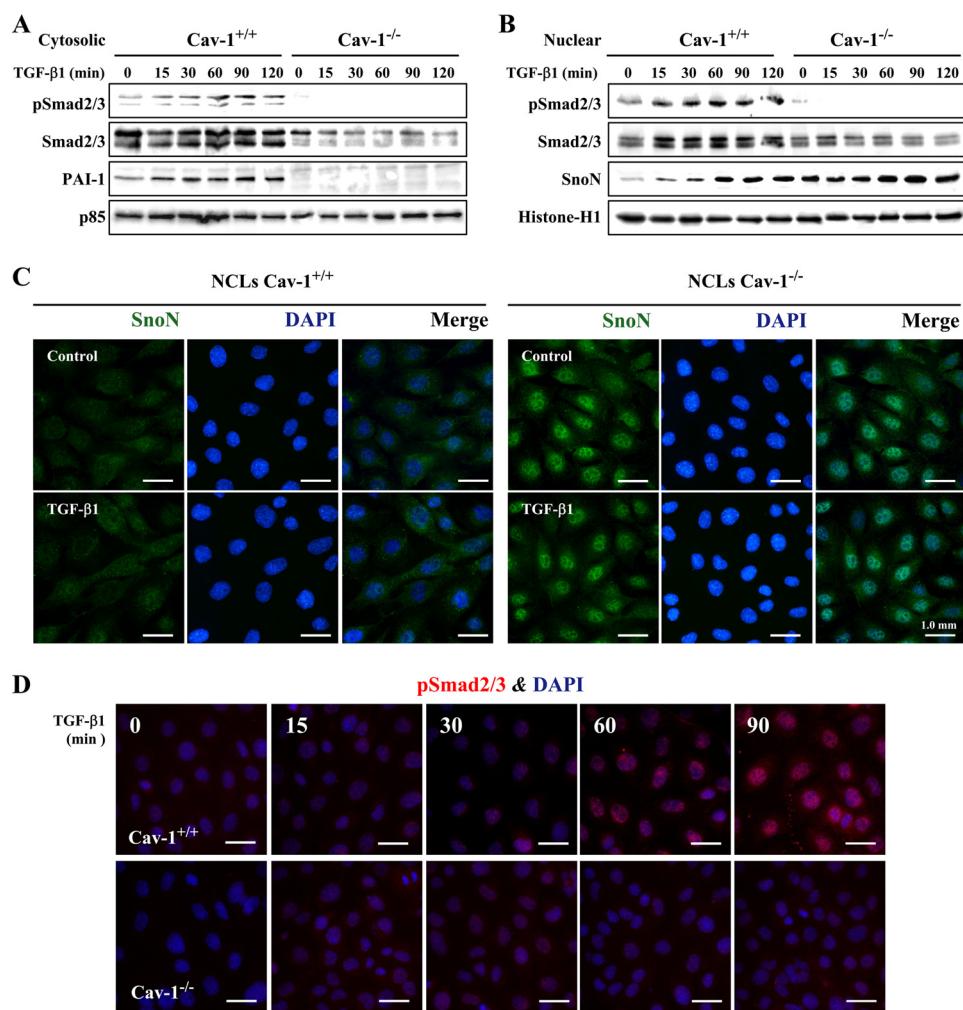 A
Cytosolic Cav-1+/+ Cav-1-/-
TGF-β1 (min) 0 15 30 60 90 120 0 15 30 60 90 120
pSmad2/3
Smad2/3
PAI-1
p85
B
Nuclear Cav-1+/+ Cav-1-/-
TGF-β1 (min) 0 15 30 60 90 120 0 15 30 60 90 120
pSmad2/3
Smad2/3
SnoN
Histone-H1
C
NCLs Cav-1+/+ NCLs Cav-1-/-
SnoN DAPI Merge SnoN DAPI Merge
Control Control
TGF-β1 TGF-β1
1.0 mm
D
pSmad2/3 & DAPI
TGF-β1
(min )
0 15 30 60 90
Cav-1+/+
Cav-1-/-